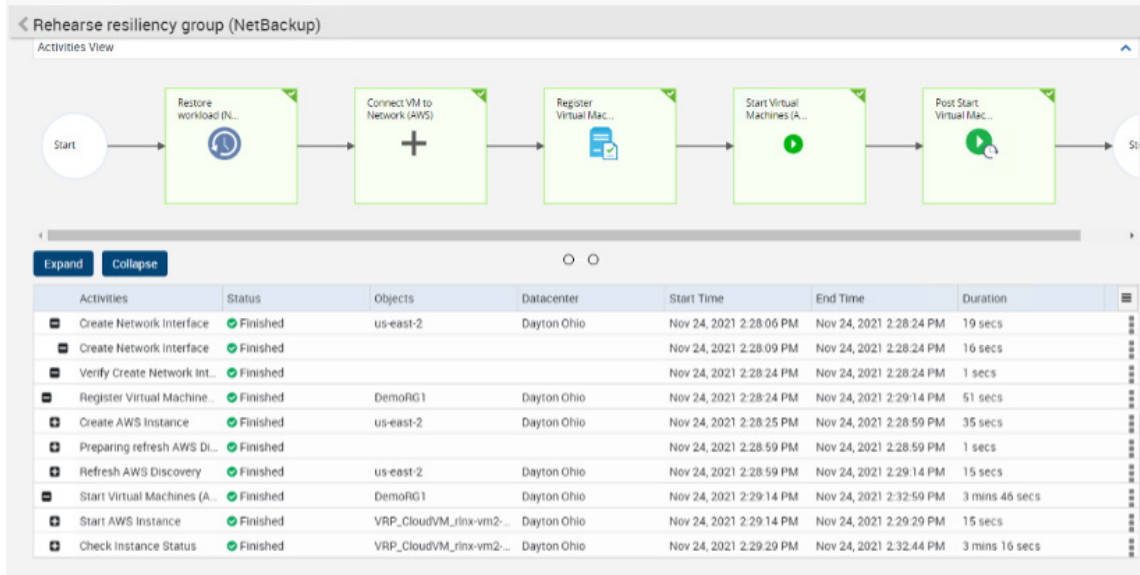 Rehearse resiliency group (NetBackup)
Activities View
Start
Restore
workload (N...
Connect VM to
Network (AWS)
Register
Virtual Mac...
Start Virtual
Machines (A...
Post Start
Virtual Mac...
St
Expand Collapse
Activities Status Objects Datacenter Start Time End Time Duration
Create Network Interface Finished us-east-2 Dayton Ohio Nov 24, 2021 2:28:06 PM Nov 24, 2021 2:28:24 PM 19 secs
Create Network Interface Finished Nov 24, 2021 2:28:09 PM Nov 24, 2021 2:28:24 PM 16 secs
Verify Create Network Int... Finished Nov 24, 2021 2:28:24 PM Nov 24, 2021 2:28:24 PM 1 secs
Register Virtual Machine... Finished DemoRG1 Dayton Ohio Nov 24, 2021 2:28:24 PM Nov 24, 2021 2:29:14 PM 51 secs
Create AWS Instance Finished us-east-2 Dayton Ohio Nov 24, 2021 2:28:25 PM Nov 24, 2021 2:28:59 PM 35 secs
Preparing refresh AWS Di... Finished Nov 24, 2021 2:28:59 PM Nov 24, 2021 2:28:59 PM 1 secs
Refresh AWS Discovery Finished us-east-2 Dayton Ohio Nov 24, 2021 2:28:59 PM Nov 24, 2021 2:29:14 PM 15 secs
Start Virtual Machines (A... Finished DemoRG1 Dayton Ohio Nov 24, 2021 2:29:14 PM Nov 24, 2021 2:32:59 PM 3 mins 46 secs
Start AWS Instance Finished VRP_CloudVM_rlnx-vm2-... Dayton Ohio Nov 24, 2021 2:29:14 PM Nov 24, 2021 2:29:29 PM 15 secs
Check Instance Status Finished VRP_CloudVM_rlnx-vm2-... Dayton Ohio Nov 24, 2021 2:29:29 PM Nov 24, 2021 2:32:44 PM 3 mins 16 secs